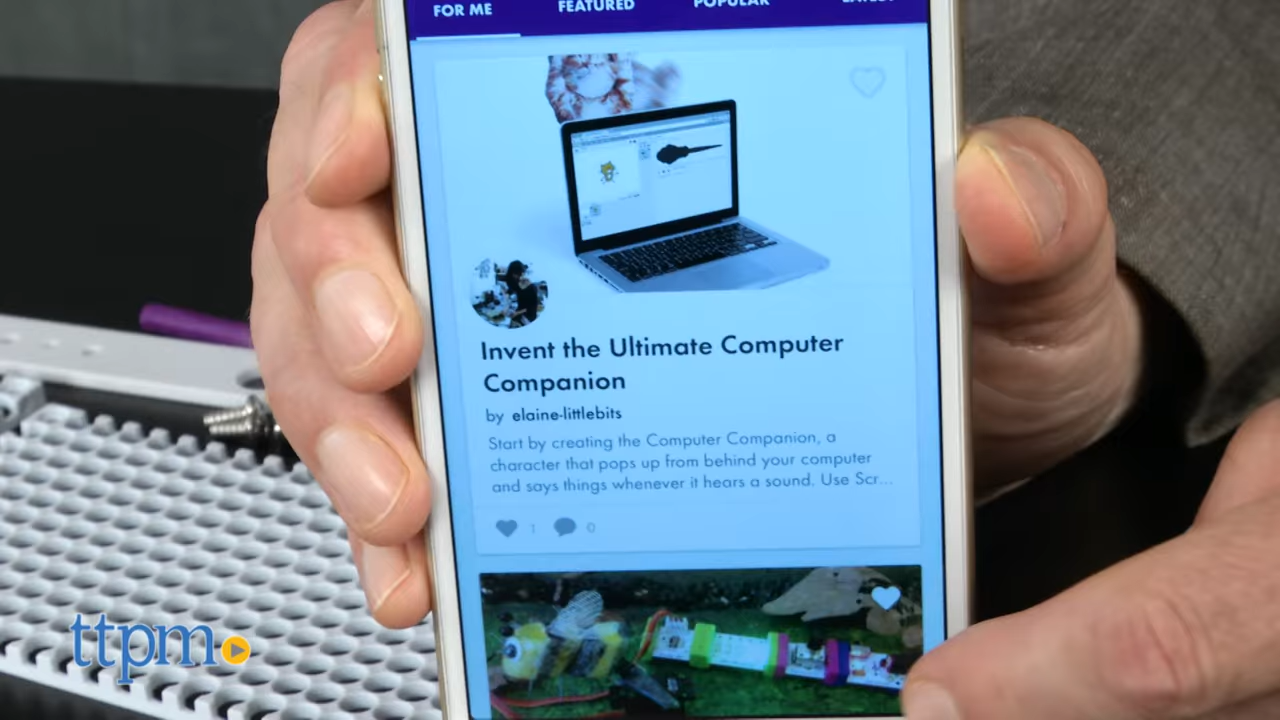 FOR ME FEATURED POPULAR LATEST
Invent the Ultimate Computer
Companion
by elaine-littlebits
Start by creating the Computer Companion, a
character that pops up from behind your computer
and says things whenever it hears a sound. Use Scr...
1 0
ttpm